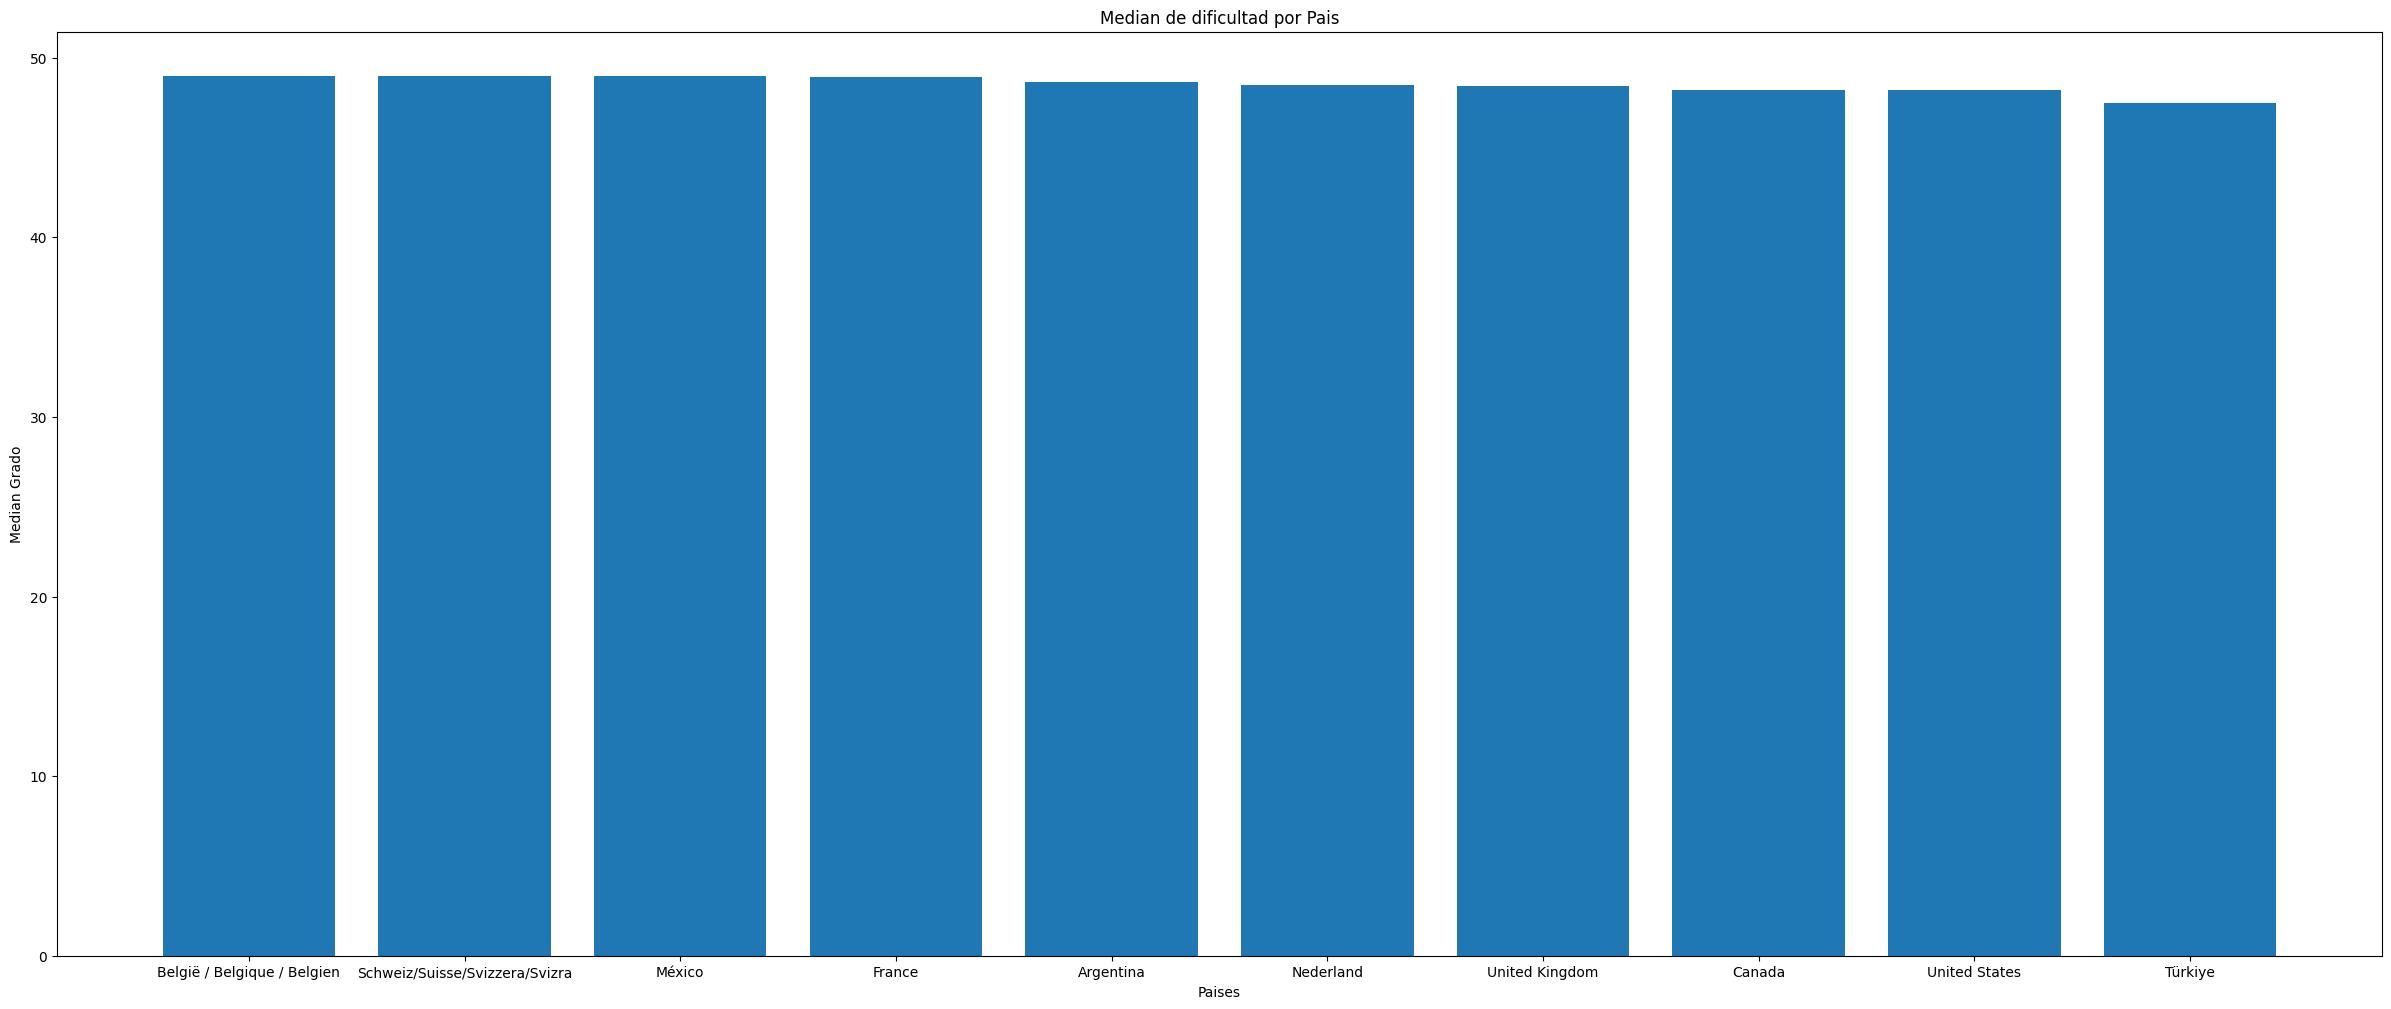 Median de dificultad por Pais
Median Grado
50
40
30
20
10
0
België / Belgique / Belgien
Schweiz/Suisse/Svizzera/Svizra
México
France
Argentina
Nederland
United Kingdom
Canada
United States
Türkiye
Paises